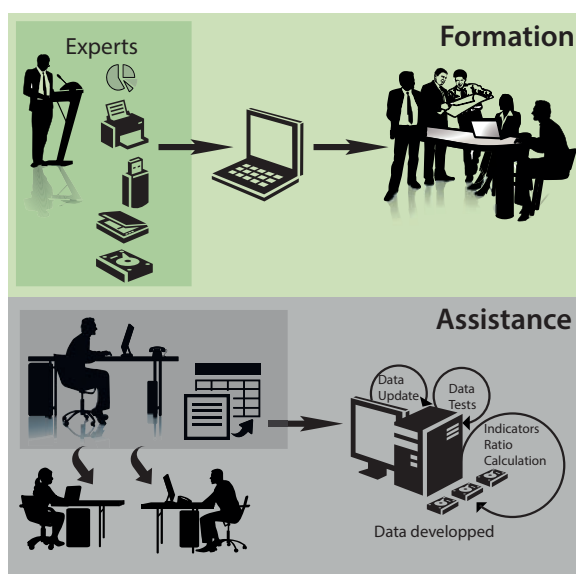 Experts
Formation
Assistance
Data
Update
Data
Tests
Indicators
Ratio
Calculation
Data developped